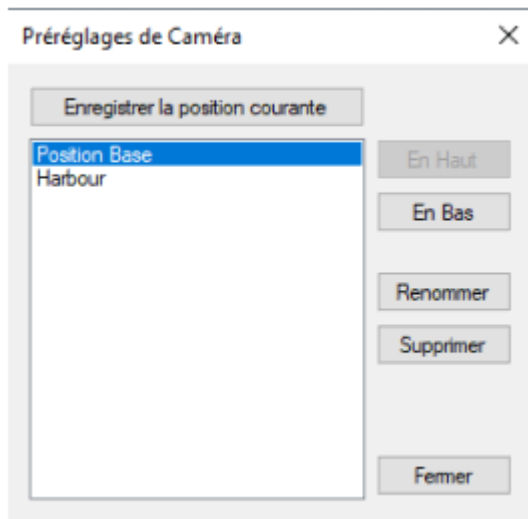 Préréglages de Caméra
Enregistrer la position courante
Position Base
Harbour
En Haut
En Bas
Renommer
Supprimer
Fermer